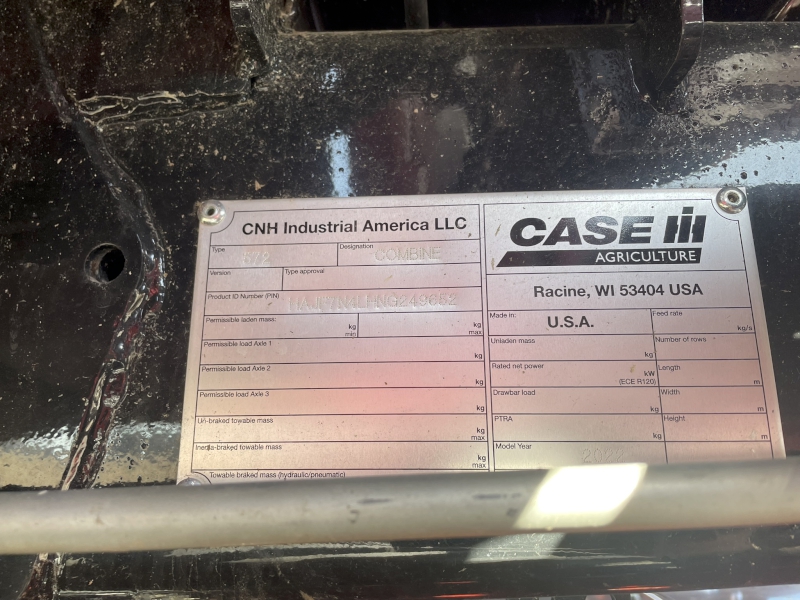 CNH Industrial America LLC
Type
Designation
COMBINE
Version
Type approval
Product ID Number (PIN)
Permissible laden mass:
kg
min
kg
max
Permissible load Axle 1
kg
Permissible load Axle 2
kg
Permissible load Axle 3
kg
Un-braked towable mass
kg
max
Inertia-braked towable mass
kg
max
Towable braked mass (hydraulic/pneumatic)
CASE IH
AGRICULTURE
Racine, WI 53404 USA
Made in:
U.S.A.
Feed rate
kg/s
Unladen mass
kg
Number of rows
Rated net power
kW
(ECE R120)
Length
m
Drawbar load
kg
Width
m
PTRA
kg
Height
m
Model Year
2022